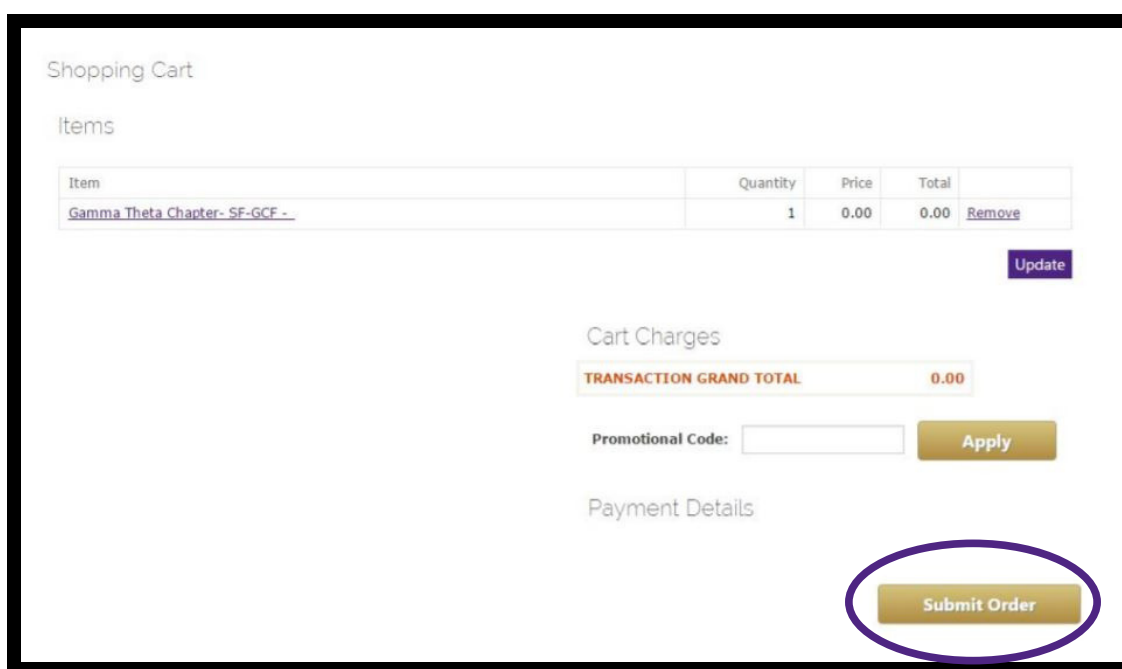 Shopping Cart
Items
Item Quantity Price Total
Gamma Theta Chapter- SF-GCF -
1 0.00 0.00 Remove
Update
Cart Charges
TRANSACTION GRAND TOTAL 0.00
Promotional Code: Apply
Payment Details
Submit Order